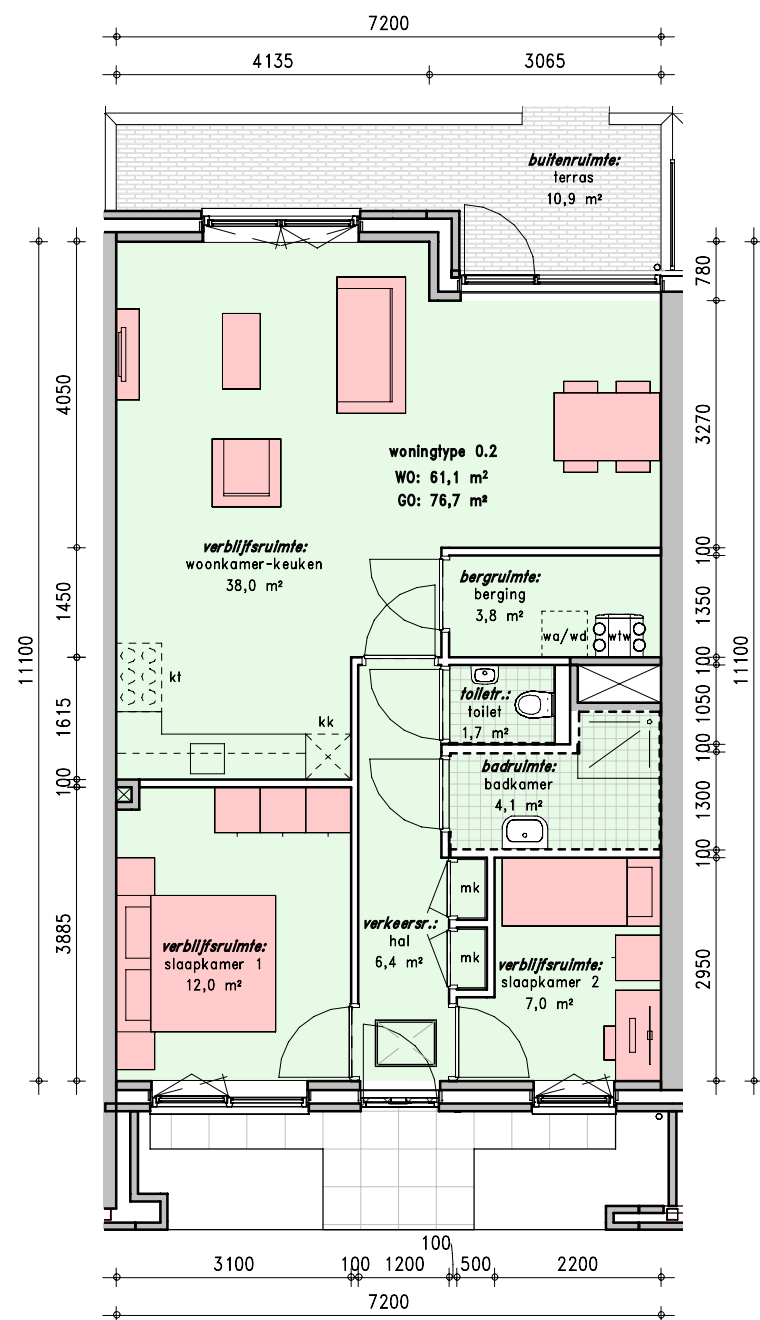 7200
4135 3065
buitenruimte:
terras
10,9 m²
780
4050
3270
woningtype 0.2
WO: 61,1 m²
GO: 76,7 m²
verblijfsruimte:
woonkamer-keuken
38,0 m²
100
bergruimte:
berging
3,8 m²
wa/wd wtw
1450
1350
11100
11100
100
kt
toiletr.:
toilet
1,7 m²
1050
kk
1615
100
badruimte:
badkamer
4,1 m²
100
1300
100
mk
verkeersr.:
hal
6,4 m²
mk
3885
verblijfsruimte:
slaapkamer 1
12,0 m²
verblijfsruimte:
slaapkamer 2
7,0 m²
2950
100
3100 100 1200 500 2200
7200